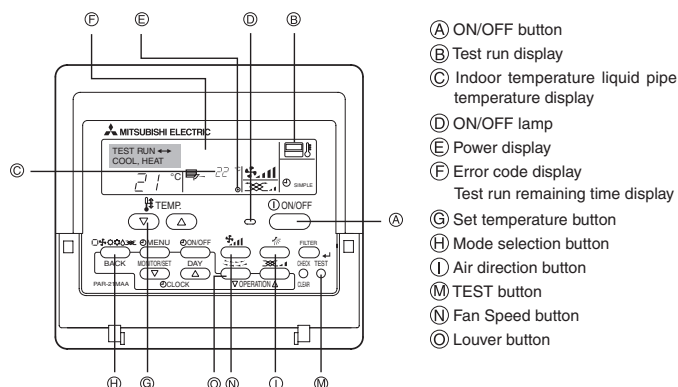 Ⓕ Ⓔ Ⓓ Ⓑ
MITSUBISHI ELECTRIC
TEST RUN ↔
COOL, HEAT
Ⓒ
22 °C
21 °C
SIMPLE
TEMP.
ON/OFF
Ⓐ
MENU ON/OFF FILTER
BACK MONITOR/SET DAY CHECK TEST
PAR-21MAA CLOCK ▽ OPERATION △ CLEAR
Ⓗ Ⓖ Ⓞ Ⓝ Ⓘ Ⓜ
Ⓐ ON/OFF button
Ⓑ Test run display
Ⓒ Indoor temperature liquid pipe
temperature display
Ⓓ ON/OFF lamp
Ⓔ Power display
Ⓕ Error code display
Test run remaining time display
Ⓖ Set temperature button
Ⓗ Mode selection button
Ⓘ Air direction button
Ⓜ TEST button
Ⓝ Fan Speed button
Ⓞ Louver button